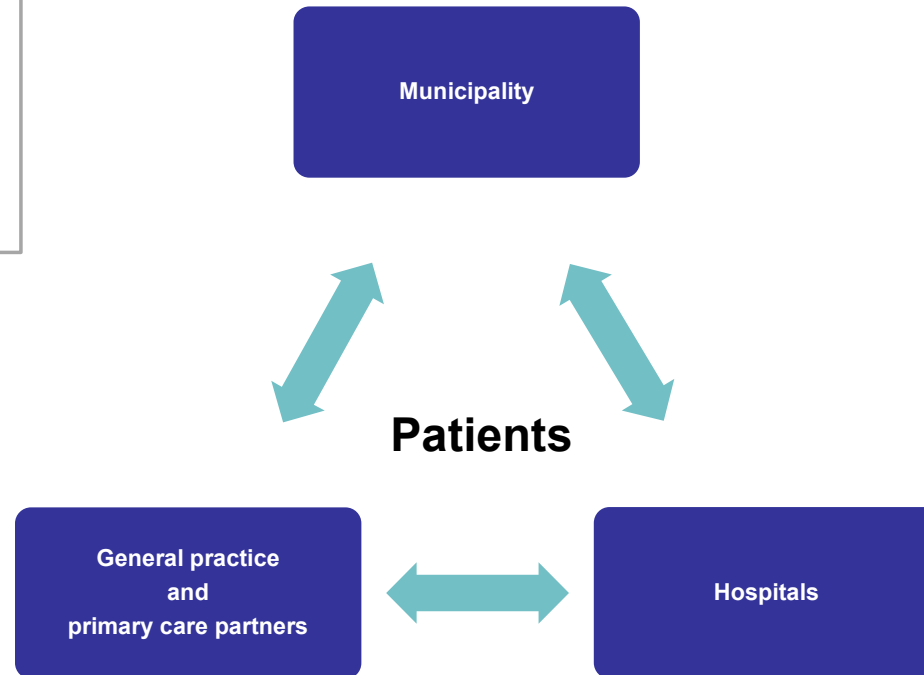 Municipality
Patients
General practice
and
primary care partners
Hospitals